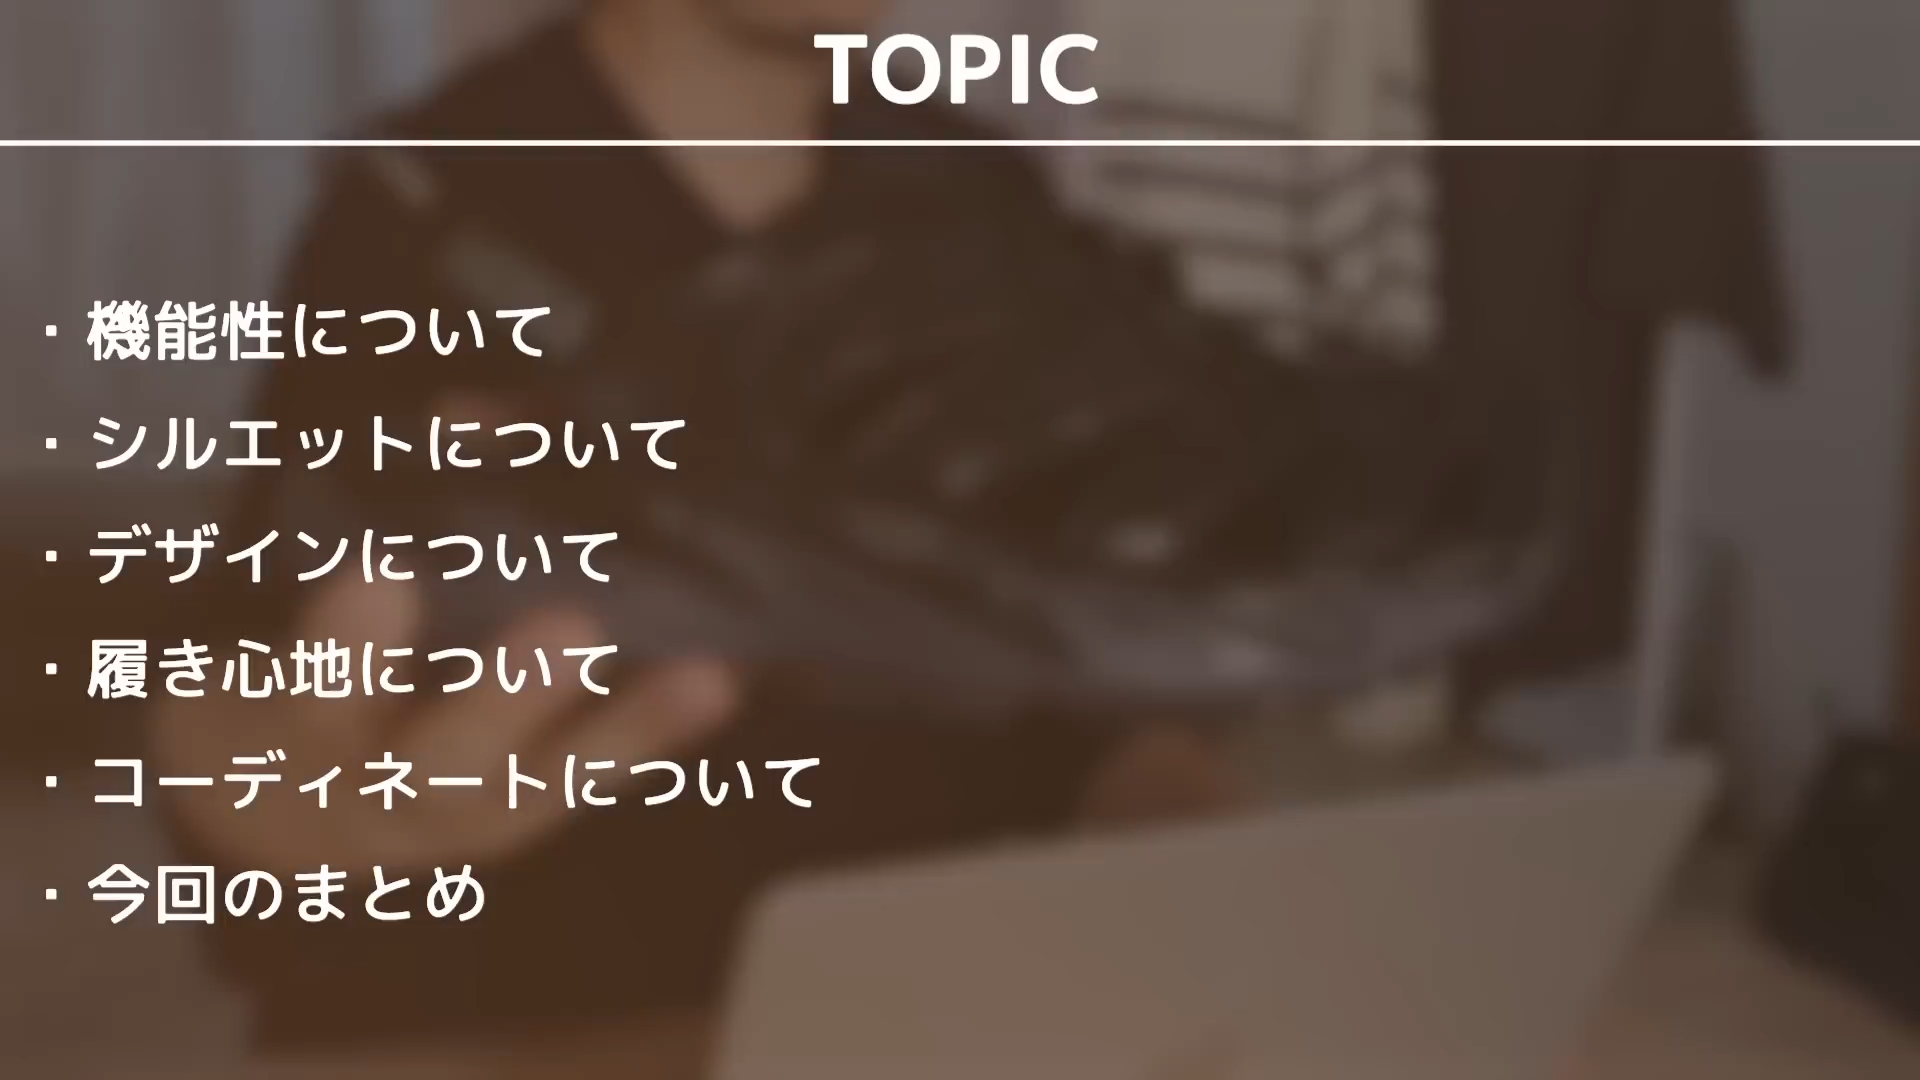 TOPIC
・機能性について
・シルエットについて
・デザインについて
・履き心地について
・コーディネートについて
・今回のまとめ